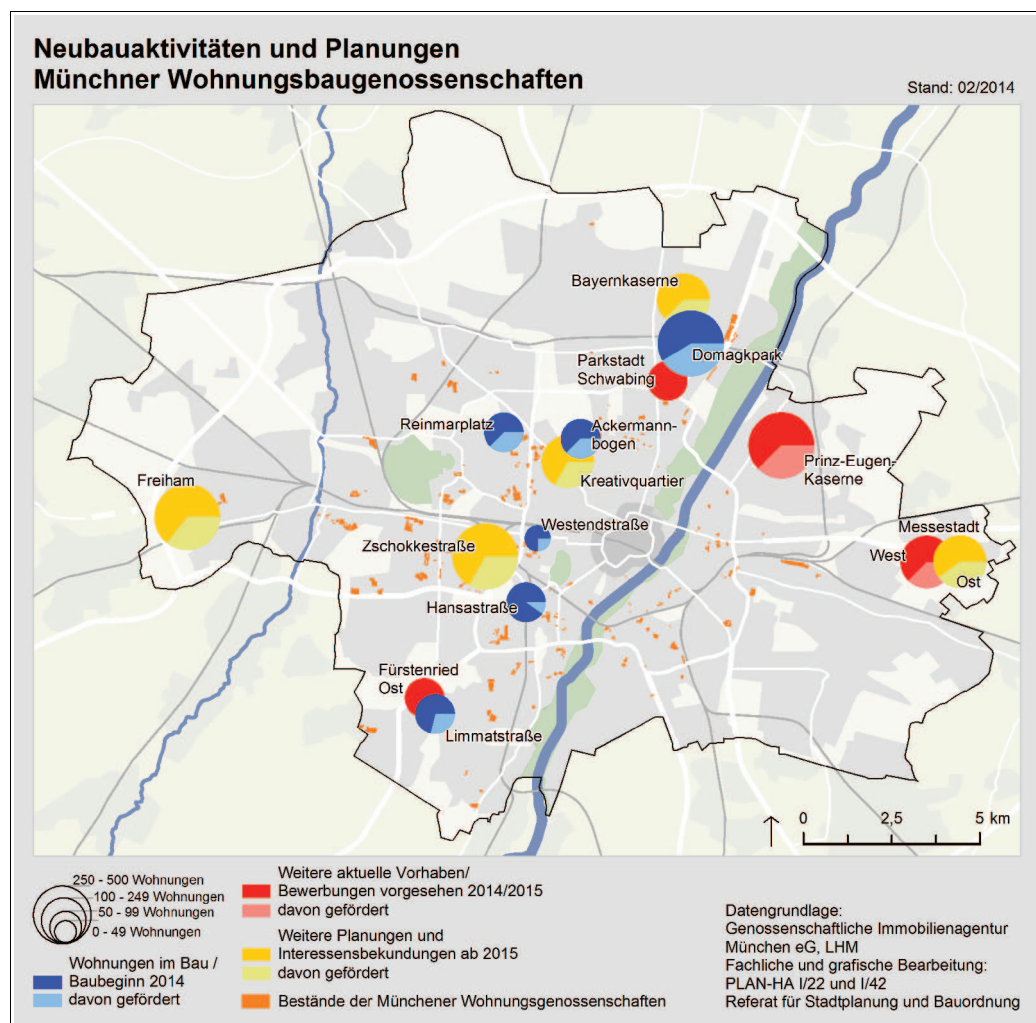 Neubauaktivitäten und Planungen
Münchner Wohnungsbaugenossenschaften
Stand: 02/2014
Bayernkaserne
Domagkpark
Parkstadt
Schwabing
Reinmarplatz
Ackermann-
bogen
Kreativquartier
Prinz-Eugen-
Kaserne
Freiham
Westendstraße
Zschokkestraße
Messestadt
West
Ost
Hansastraße
Fürstenried
Ost
Limmatstraße
0 2,5 5 km
250 - 500 Wohnungen
100 - 249 Wohnungen
50 - 99 Wohnungen
0 - 49 Wohnungen
Wohnungen im Bau /
Baubeginn 2014
davon gefördert
Weitere aktuelle Vorhaben/
Bewerbungen vorgesehen 2014/2015
davon gefördert
Weitere Planungen und
Interessensbekundungen ab 2015
davon gefördert
Bestände der Münchener Wohnungsgenossenschaften
Datengrundlage:
Genossenschaftliche Immobilienagentur
München eG, LHM
Fachliche und grafische Bearbeitung:
PLAN-HA I/22 und I/42
Referat für Stadtplanung und Bauordnung